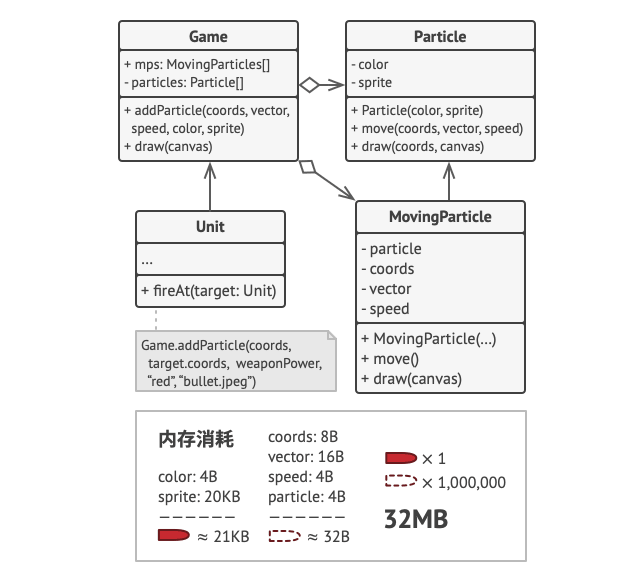 Game
+ mps: MovingParticles[]
- particles: Particle[]
+ addParticle(coords, vector,
speed, color, sprite)
+ draw(canvas)
Particle
- color
- sprite
+ Particle(color, sprite)
+ move(coords, vector, speed)
+ draw(coords, canvas)
Unit
...
+ fireAt(target: Unit)
MovingParticle
- particle
- coords
- vector
- speed
+ MovingParticle(...)
+ move()
+ draw(canvas)
Game.addParticle(coords,
target.coords, weaponPower,
“red”, “bullet.jpeg”)
内存消耗
color: 4B
sprite: 20KB
——————
≈ 21KB
coords: 8B
vector: 16B
speed: 4B
particle: 4B
——————
≈ 32B
× 1
× 1,000,000
32MB